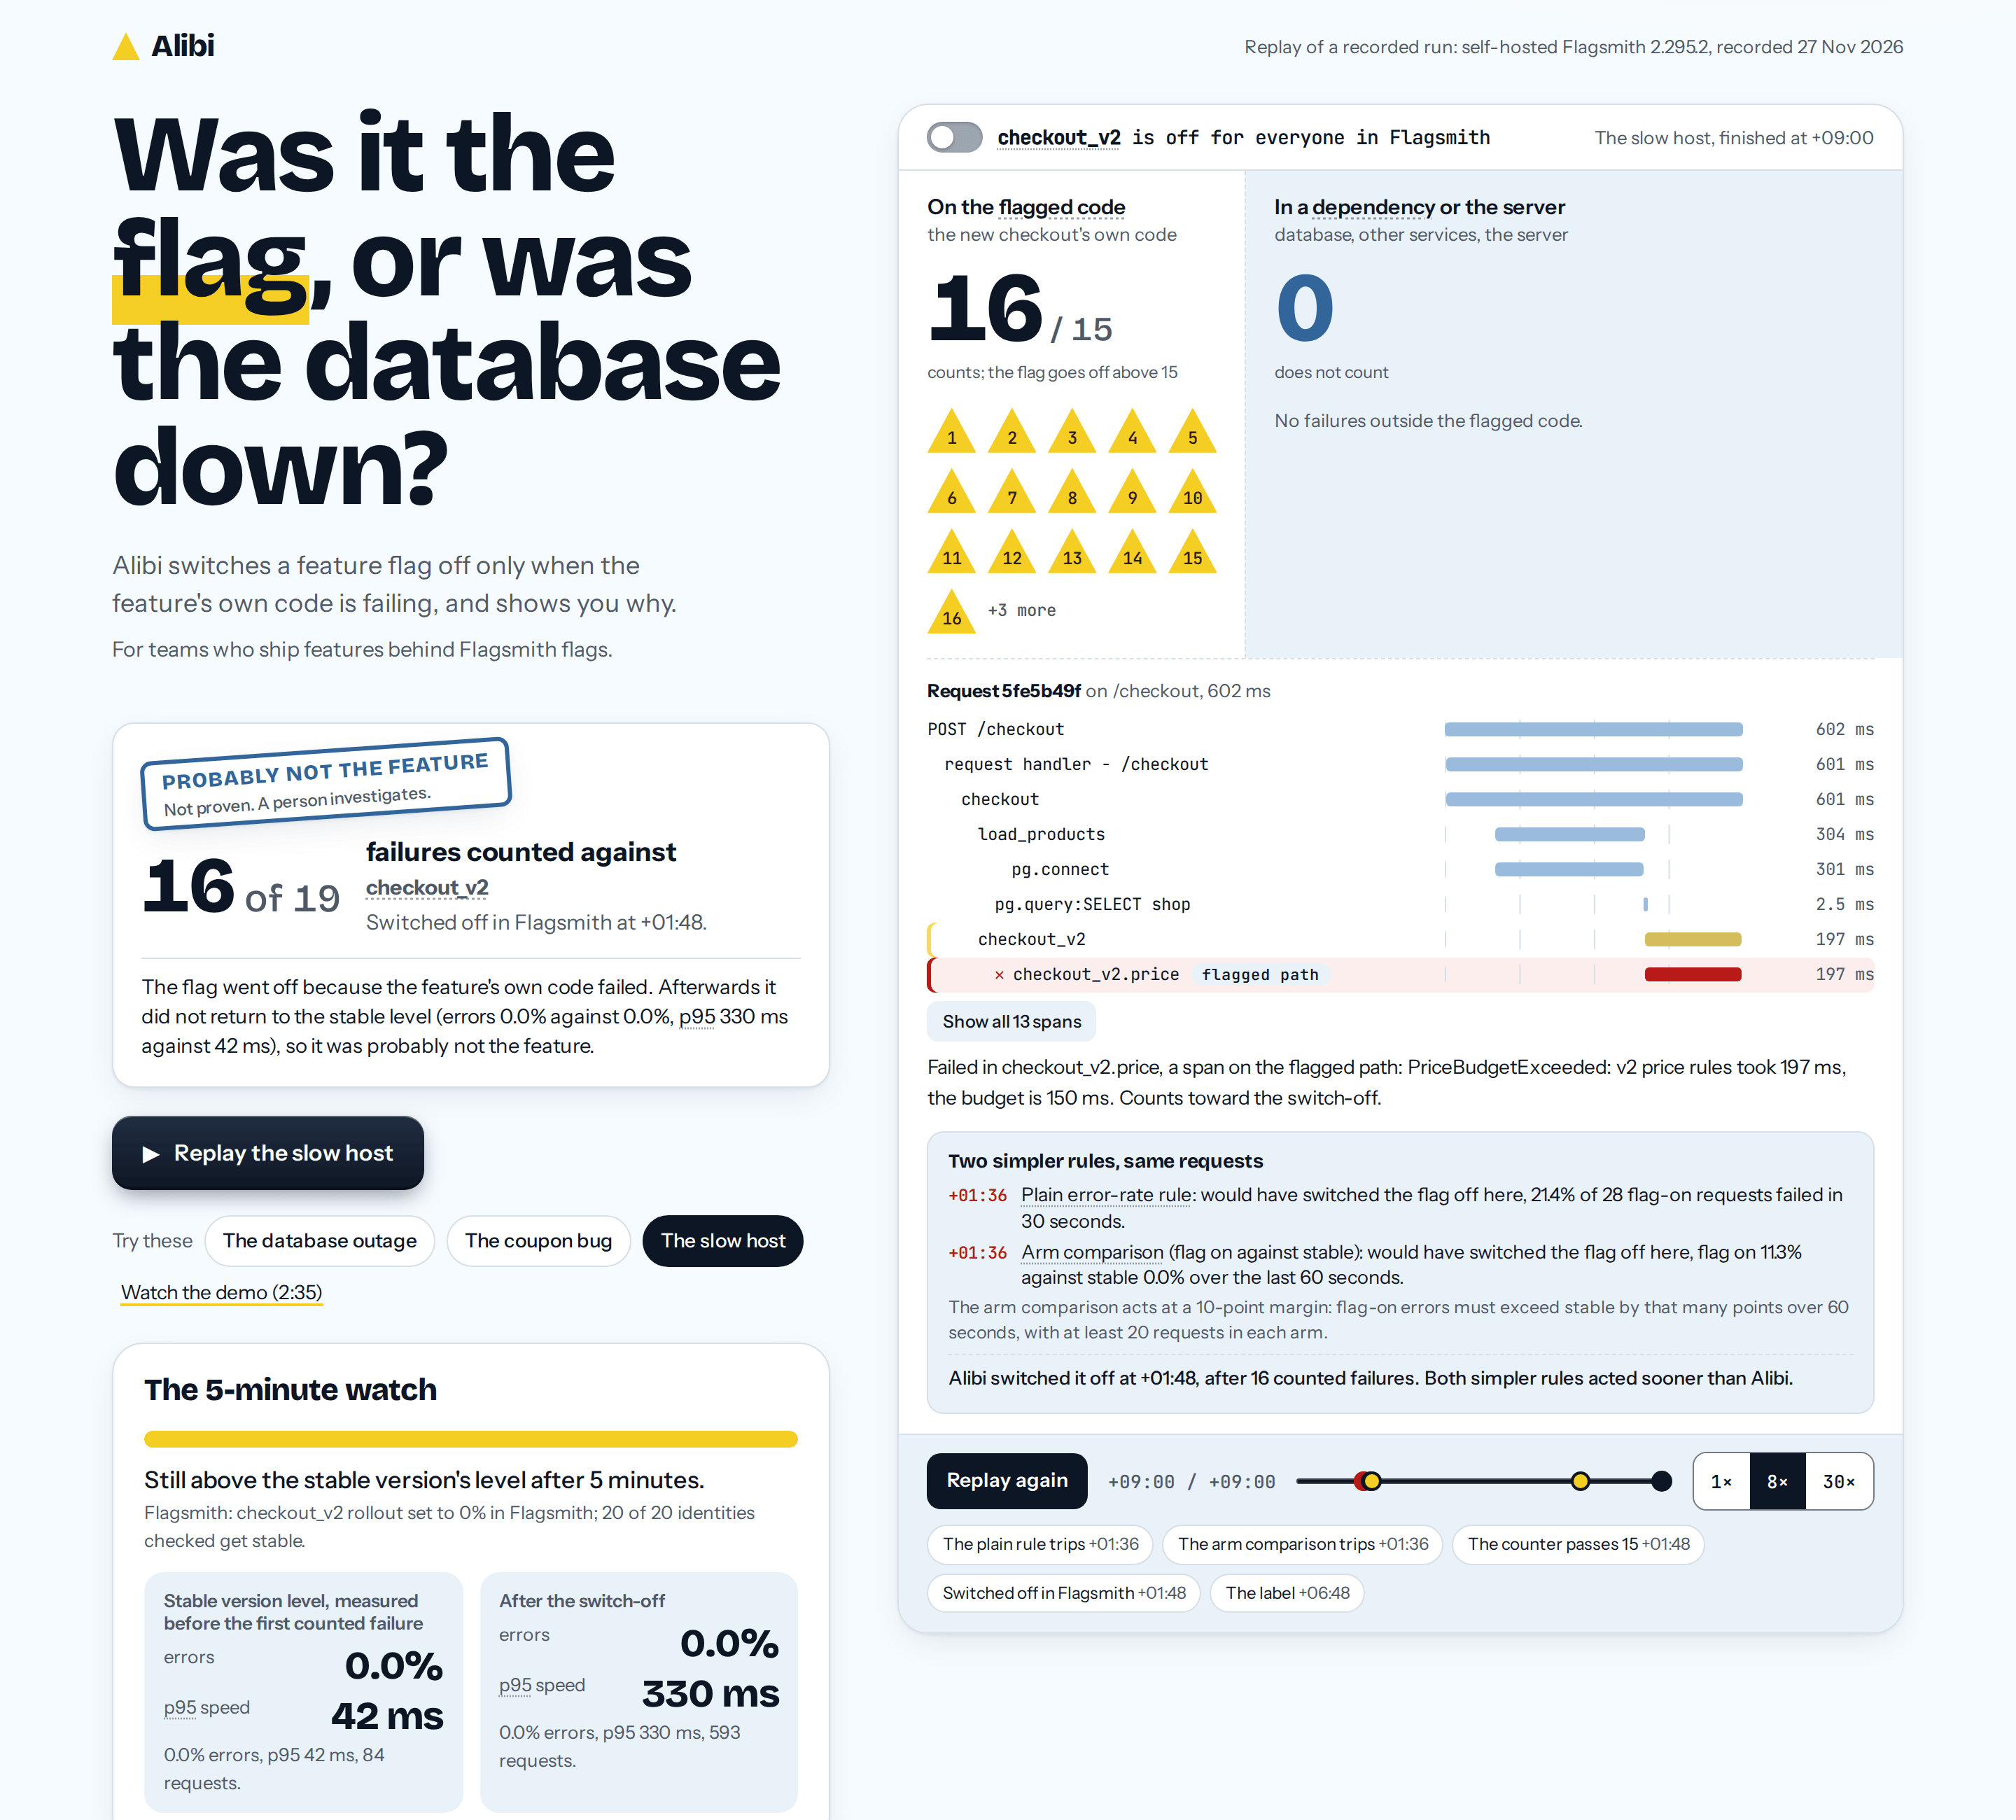 Alibi
Replay of a recorded run: self-hosted Flagsmith 2.295.2, recorded 27 Nov 2026
Was it the
flag, or was
the database
down?
Alibi switches a feature flag off only when the
feature's own code is failing, and shows you why.
For teams who ship features behind Flagsmith flags.
PROBABLY NOT THE FEATURE
Not proven. A person investigates.
16 of 19
failures counted against
checkout_v2
Switched off in Flagsmith at +01:48.
The flag went off because the feature's own code failed. Afterwards it
did not return to the stable level (errors 0.0% against 0.0%, p95 330 ms
against 42 ms), so it was probably not the feature.
▶ Replay the slow host
Try these
The database outage
The coupon bug
The slow host
Watch the demo (2:35)
The 5-minute watch
Still above the stable version's level after 5 minutes.
Flagsmith: checkout_v2 rollout set to 0% in Flagsmith; 20 of 20 identities
checked get stable.
Stable version level, measured
before the first counted failure
errors 0.0%
p95 speed 42 ms
0.0% errors, p95 42 ms, 84
requests.
After the switch-off
errors 0.0%
p95 speed 330 ms
0.0% errors, p95 330 ms, 593
requests.
checkout_v2 is off for everyone in Flagsmith
The slow host, finished at +09:00
On the flagged code
the new checkout's own code
16 / 15
counts; the flag goes off above 15
1 2 3 4 5
6 7 8 9 10
11 12 13 14 15
16 +3 more
In a dependency or the server
database, other services, the server
0
does not count
No failures outside the flagged code.
Request 5fe5b49f on /checkout, 602 ms
POST /checkout 602 ms
request handler - /checkout 601 ms
checkout 601 ms
load_products 304 ms
pg.connect 301 ms
pg.query:SELECT shop 2.5 ms
checkout_v2 197 ms
× checkout_v2.price flagged path 197 ms
Show all 13 spans
Failed in checkout_v2.price, a span on the flagged path: PriceBudgetExceeded: v2 price rules took 197 ms,
the budget is 150 ms. Counts toward the switch-off.
Two simpler rules, same requests
+01:36 Plain error-rate rule: would have switched the flag off here, 21.4% of 28 flag-on requests failed in
30 seconds.
+01:36 Arm comparison (flag on against stable): would have switched the flag off here, flag on 11.3%
against stable 0.0% over the last 60 seconds.
The arm comparison acts at a 10-point margin: flag-on errors must exceed stable by that many points over 60
seconds, with at least 20 requests in each arm.
Alibi switched it off at +01:48, after 16 counted failures. Both simpler rules acted sooner than Alibi.
Replay again
+09:00 / +09:00
1× 8× 30×
The plain rule trips +01:36
The arm comparison trips +01:36
The counter passes 15 +01:48
Switched off in Flagsmith +01:48
The label +06:48